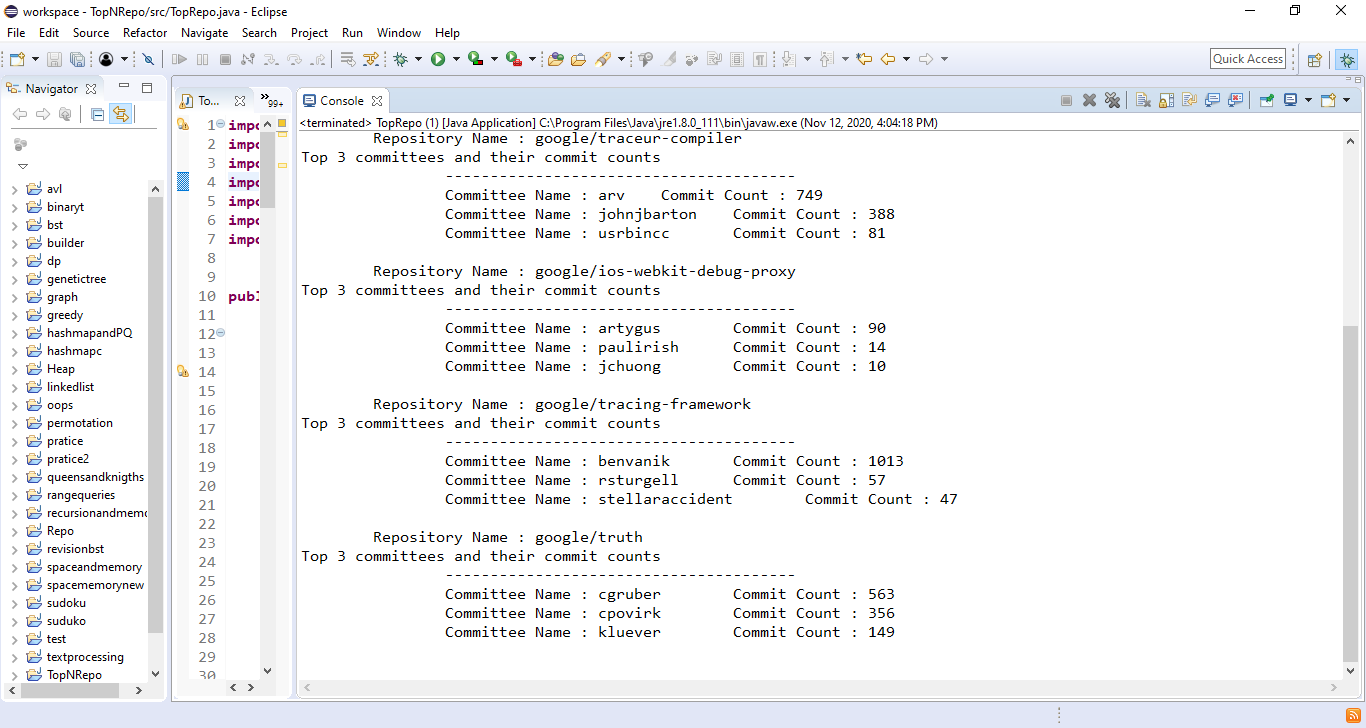 workspace - TopNRepo/src/TopRepo.java - Eclipse
File Edit Source Refactor Navigate Search Project Run Window Help
Quick Access
Navigator
avl
binaryt
bst
builder
dp
genetictree
graph
greedy
hashmapandPQ
hashmapc
Heap
linkedlist
oops
permotation
pratice
pratice2
queensandknigths
rangequeries
recursionandmemo
Repo
revisionbst
spaceandmemory
spacememorynew
sudoku
suduko
test
textprocessing
TopNRepo
To... 99+
1 impo
2 impo
3 impo
4 impo
5 impo
6 impo
7 impo
8
9
10 publ
11
12
13
14
15
16
17
18
19
20
21
22
23
24
25
26
27
28
29
30
Console
<terminated> TopRepo (1) [Java Application] C:\Program Files\Java\jre1.8.0_111\bin\javaw.exe (Nov 12, 2020, 4:04:18 PM)
Repository Name : google/traceur-compiler
Top 3 committees and their commit counts
---------------------------------------
Committee Name : arv Commit Count : 749
Committee Name : johnjbarton Commit Count : 388
Committee Name : usrbincc Commit Count : 81
Repository Name : google/ios-webkit-debug-proxy
Top 3 committees and their commit counts
---------------------------------------
Committee Name : artygus Commit Count : 90
Committee Name : paulirish Commit Count : 14
Committee Name : jchuong Commit Count : 10
Repository Name : google/tracing-framework
Top 3 committees and their commit counts
---------------------------------------
Committee Name : benvanik Commit Count : 1013
Committee Name : rsturgell Commit Count : 57
Committee Name : stellaraccident Commit Count : 47
Repository Name : google/truth
Top 3 committees and their commit counts
---------------------------------------
Committee Name : cgruber Commit Count : 563
Committee Name : cpovirk Commit Count : 356
Committee Name : kluever Commit Count : 149